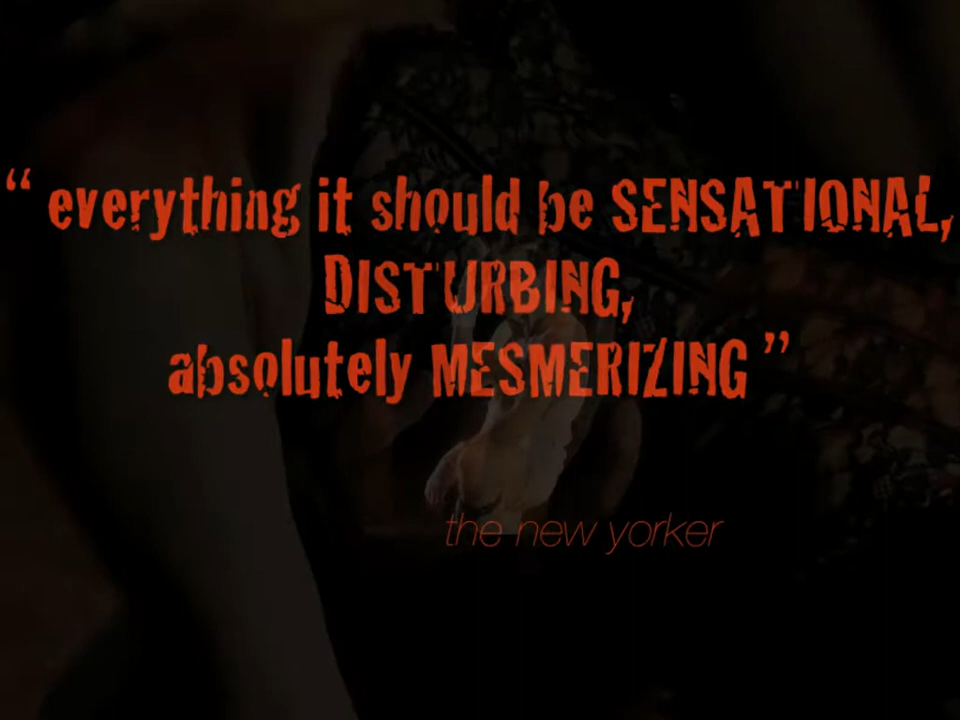 “ everything it should be SENSATIONAL,
DISTURBING,
absolutely MESMERIZING ”
the new yorker